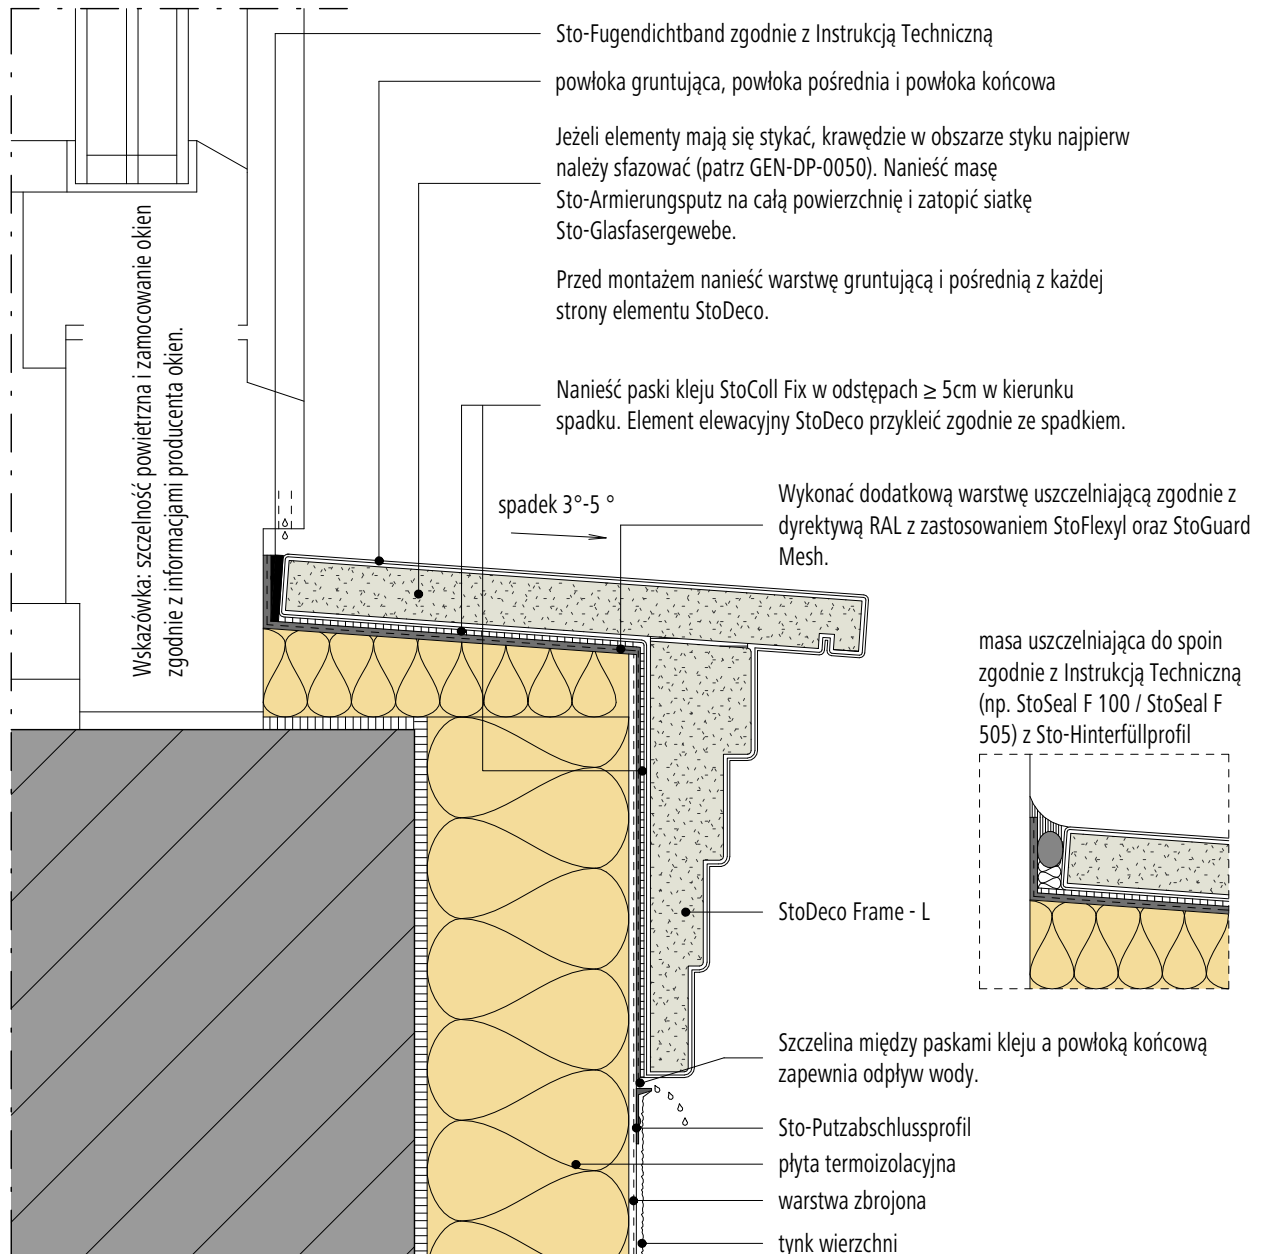 Sto-Fugendichtband zgodnie z Instrukcją Techniczną
powłoka gruntująca, powłoka pośrednia i powłoka końcowa
Jeżeli elementy mają się stykać, krawędzie w obszarze styku najpierw
należy sfazować (patrz GEN-DP-0050). Nanieść masę
Sto-Armierungsputz na całą powierzchnię i zatopić siatkę
Sto-Glasfasergewebe.
Przed montażem nanieść warstwę gruntującą i pośrednią z każdej
strony elementu StoDeco.
Wskazówka: szczelność powietrzna i zamocowanie okien
zgodnie z informacjami producenta okien.
Nanieść paski kleju StoColl Fix w odstępach ≥ 5cm w kierunku
spadku. Element elewacyjny StoDeco przykleić zgodnie ze spadkiem.
spadek 3°-5 °
Wykonać dodatkową warstwę uszczelniającą zgodnie z
dyrektywą RAL z zastosowaniem StoFlexyl oraz StoGuard
Mesh.
masa uszczelniająca do spoin
zgodnie z Instrukcją Techniczną
(np. StoSeal F 100 / StoSeal F
505) z Sto-Hinterfüllprofil
StoDeco Frame - L
Szczelina między paskami kleju a powłoką końcową
zapewnia odpływ wody.
Sto-Putzabschlussprofil
płyta termoizolacyjna
warstwa zbrojona
tynk wierzchni